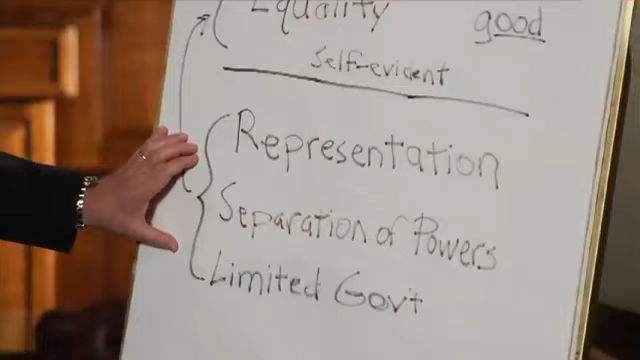 Equality good
Self-evident
Representation
Separation of Powers
Limited Gov't